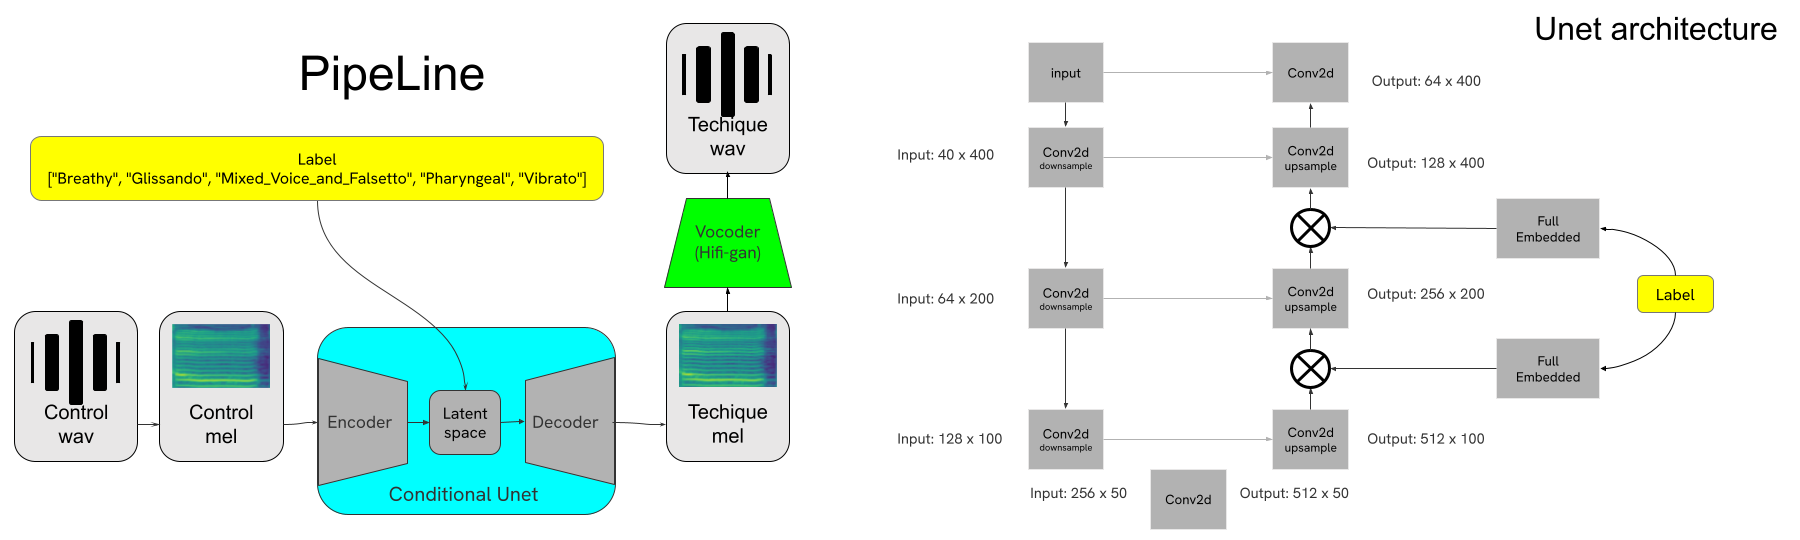 PipeLine
Label
["Breathy", "Glissando", "Mixed_Voice_and_Falsetto", "Pharyngeal", "Vibrato"]
Techique
wav
Vocoder
(Hifi-gan)
Control
wav
Control
mel
Encoder
Latent
space
Decoder
Conditional Unet
Techique
mel
Unet architecture
input
Conv2d
Output: 64 x 400
Input: 40 x 400
Conv2d
downsample
Conv2d
upsample
Output: 128 x 400
Full
Embedded
Input: 64 x 200
Conv2d
downsample
Conv2d
upsample
Output: 256 x 200
Label
Full
Embedded
Input: 128 x 100
Conv2d
downsample
Conv2d
upsample
Output: 512 x 100
Input: 256 x 50
Conv2d
Output: 512 x 50